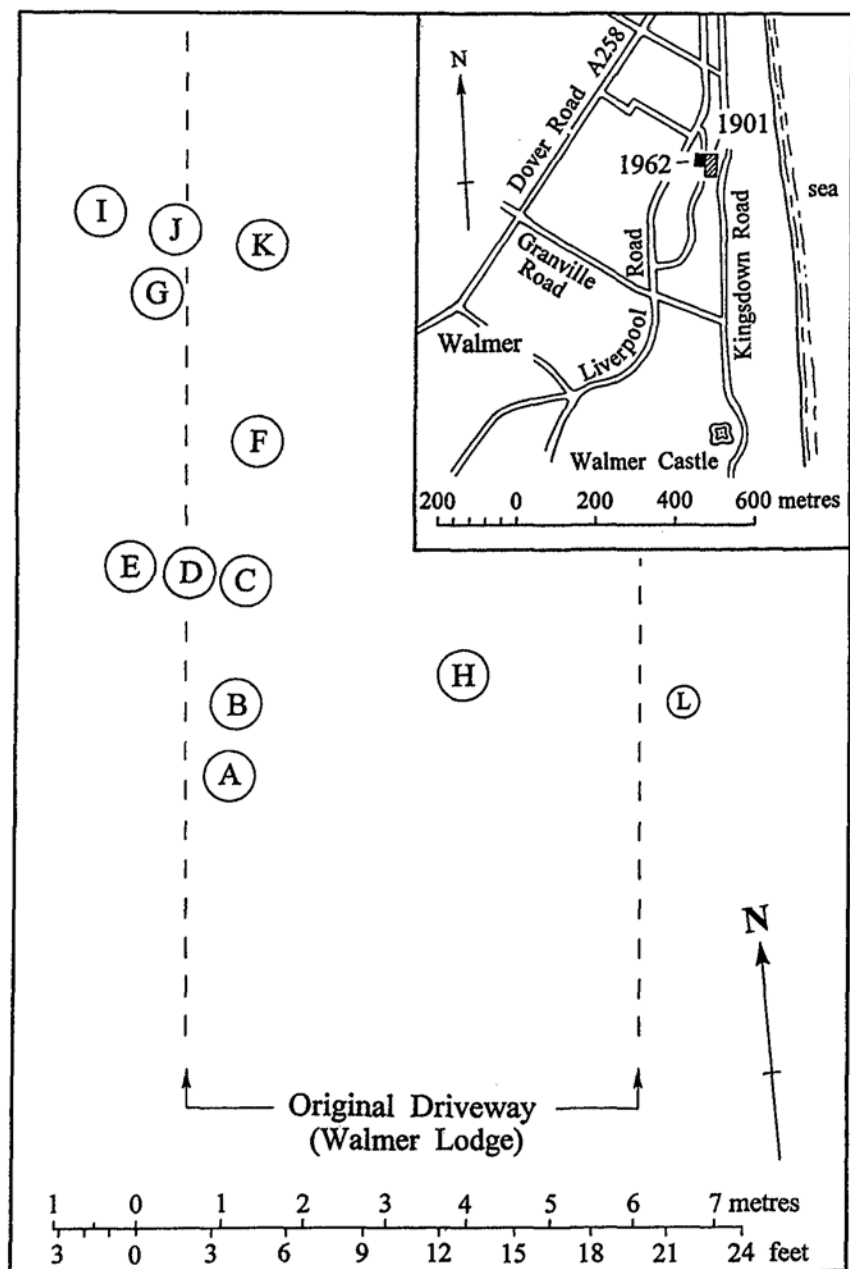 N
Dover Road A258
1901
1962
sea
Granville
Road
Road
Liverpool
Kingsdown Road
Walmer
Walmer Castle
200 0 200 400 600 metres
I
J
K
G
F
E D C
H
B
L
A
N
Original Driveway
(Walmer Lodge)
1 0 1 2 3 4 5 6 7 metres
3 0 3 6 9 12 15 18 21 24 feet